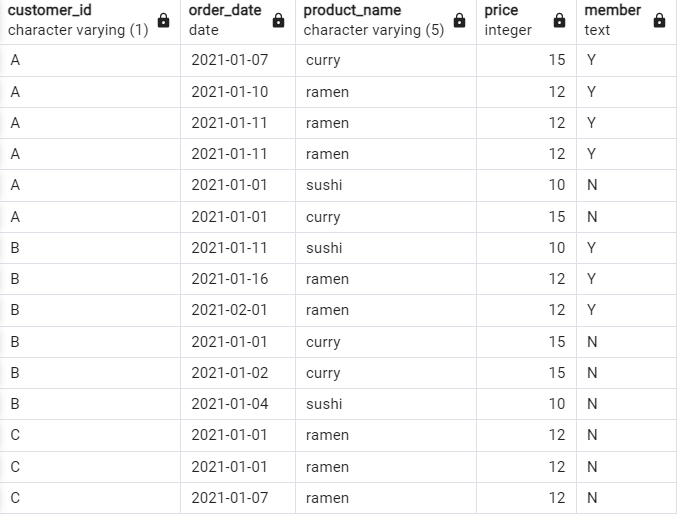 customer_id order_date product_name price member
character varying (1) date character varying (5) integer text
A 2021-01-07 curry 15 Y
A 2021-01-10 ramen 12 Y
A 2021-01-11 ramen 12 Y
A 2021-01-11 ramen 12 Y
A 2021-01-01 sushi 10 N
A 2021-01-01 curry 15 N
B 2021-01-11 sushi 10 Y
B 2021-01-16 ramen 12 Y
B 2021-02-01 ramen 12 Y
B 2021-01-01 curry 15 N
B 2021-01-02 curry 15 N
B 2021-01-04 sushi 10 N
C 2021-01-01 ramen 12 N
C 2021-01-01 ramen 12 N
C 2021-01-07 ramen 12 N